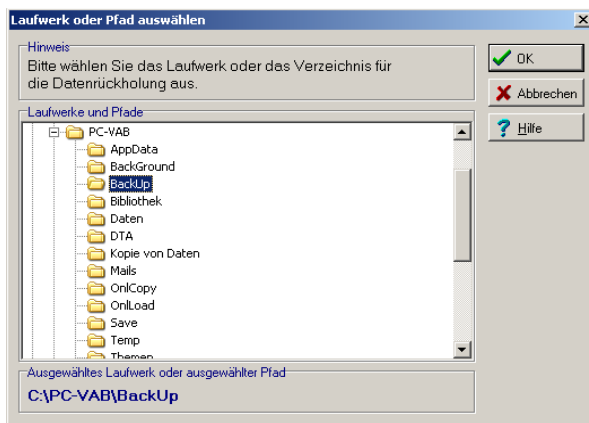 Laufwerk oder Pfad auswählen
Hinweis
Bitte wählen Sie das Laufwerk oder das Verzeichnis für
die Datenrückholung aus.
OK
Abbrechen
Hilfe
Laufwerke und Pfade
PC-VAB
AppData
BackGround
BackUp
Bibliothek
Daten
DTA
Kopie von Daten
Mails
OnlCopy
OnlLoad
Save
Temp
Themen
Ausgewähltes Laufwerk oder ausgewählter Pfad
C:\PC-VAB\BackUp